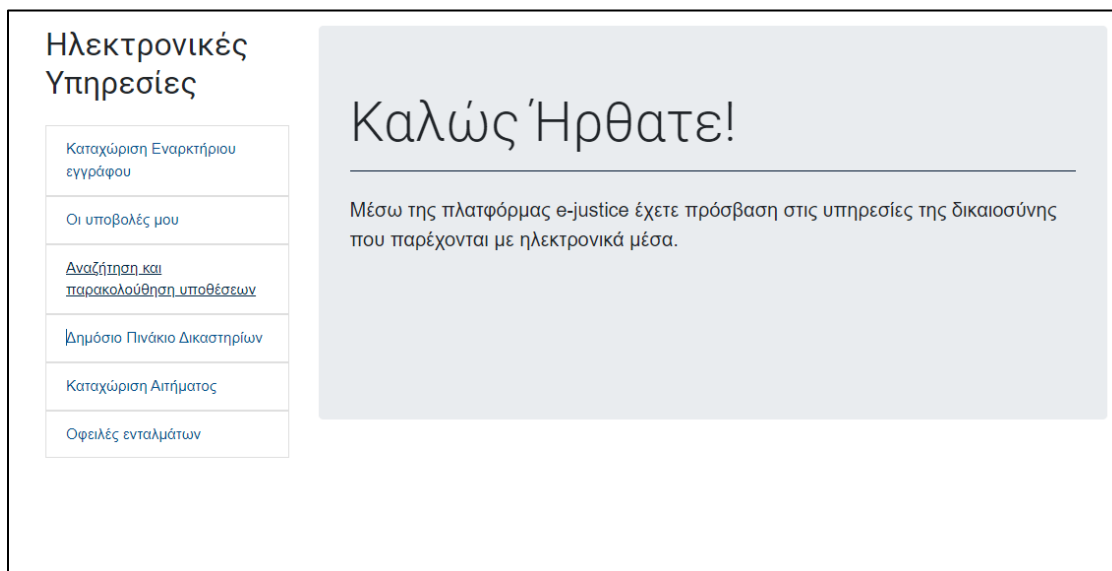 Ηλεκτρονικές
Υπηρεσίες
Καταχώριση Εναρκτήριου
εγγράφου
Οι υποβολές μου
Αναζήτηση και
παρακολούθηση υποθέσεων
Δημόσιο Πινάκιο Δικαστηρίων
Καταχώριση Αιτήματος
Οφειλές ενταλμάτων
Καλώς Ήρθατε!
Μέσω της πλατφόρμας e-justice έχετε πρόσβαση στις υπηρεσίες της δικαιοσύνης
που παρέχονται με ηλεκτρονικά μέσα.